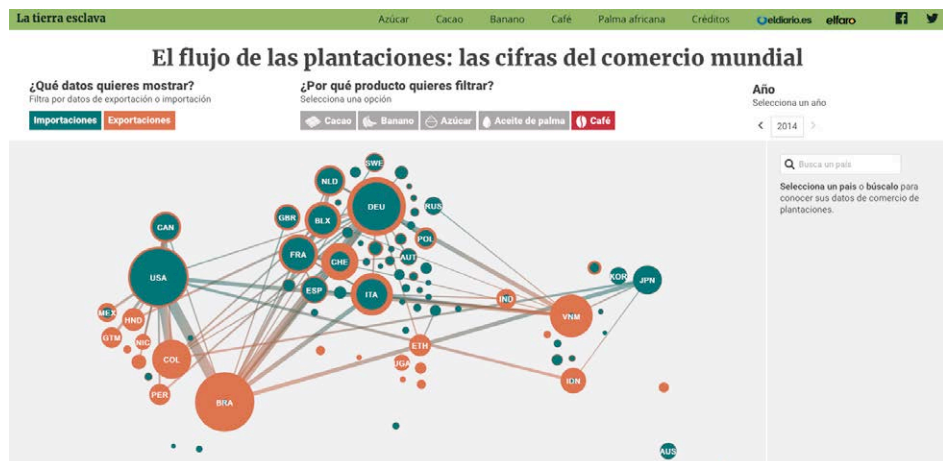 La tierra esclava
Azúcar Cacao Banano Café Palma africana Créditos eldiario.es elfaro
El flujo de las plantaciones: las cifras del comercio mundial
¿Qué datos quieres mostrar?
Filtra por datos de exportación o importación
Importaciones Exportaciones
¿Por qué producto quieres filtrar?
Selecciona una opción
Cacao Banano Azúcar Aceite de palma Café
Año
Selecciona un año
< 2014 >
Busca un país
Selecciona un país o búscalo para
conocer sus datos de comercio de
plantaciones.
SWE
NLD
DEU
RUS
GBR
BLX
CAN
POL
FRA
CHE
AUT
USA
ESP
ITA
KOR
JPN
IND
MEX
HND
VNM
GTM
NIC
ETH
COL
UGA
IDN
PER
BRA
AUS